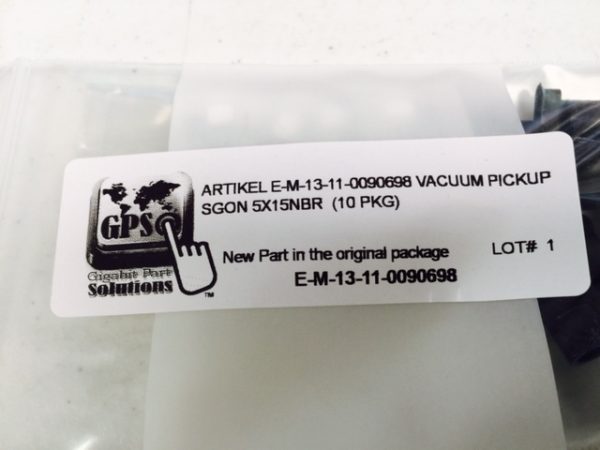 ARTIKEL E-M-13-11-0090698 VACUUM PICKUP
SGON 5X15NBR (10 PKG)
GPS
Gigabit Part
Solutions
™
New Part in the original package
LOT# 1
E-M-13-11-0090698